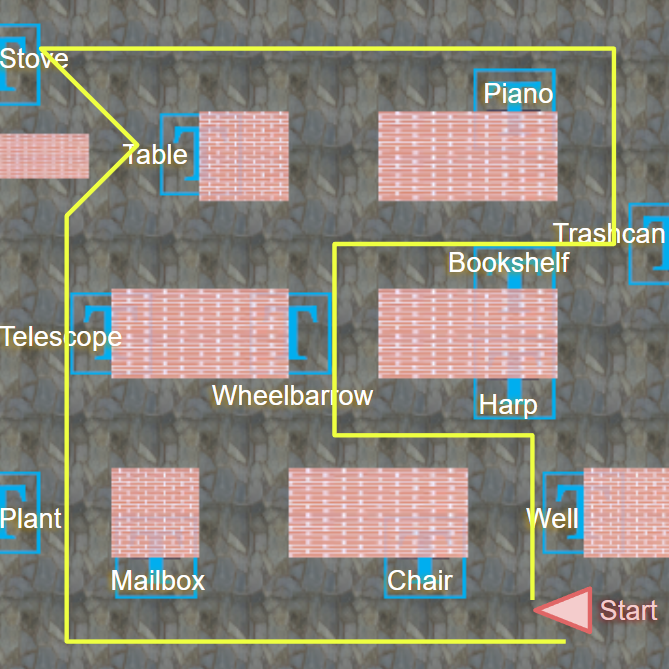 Stove
Piano
Table
Trashcan
Bookshelf
Telescope
Wheelbarrow
Harp
Plant
Well
Mailbox
Chair
Start